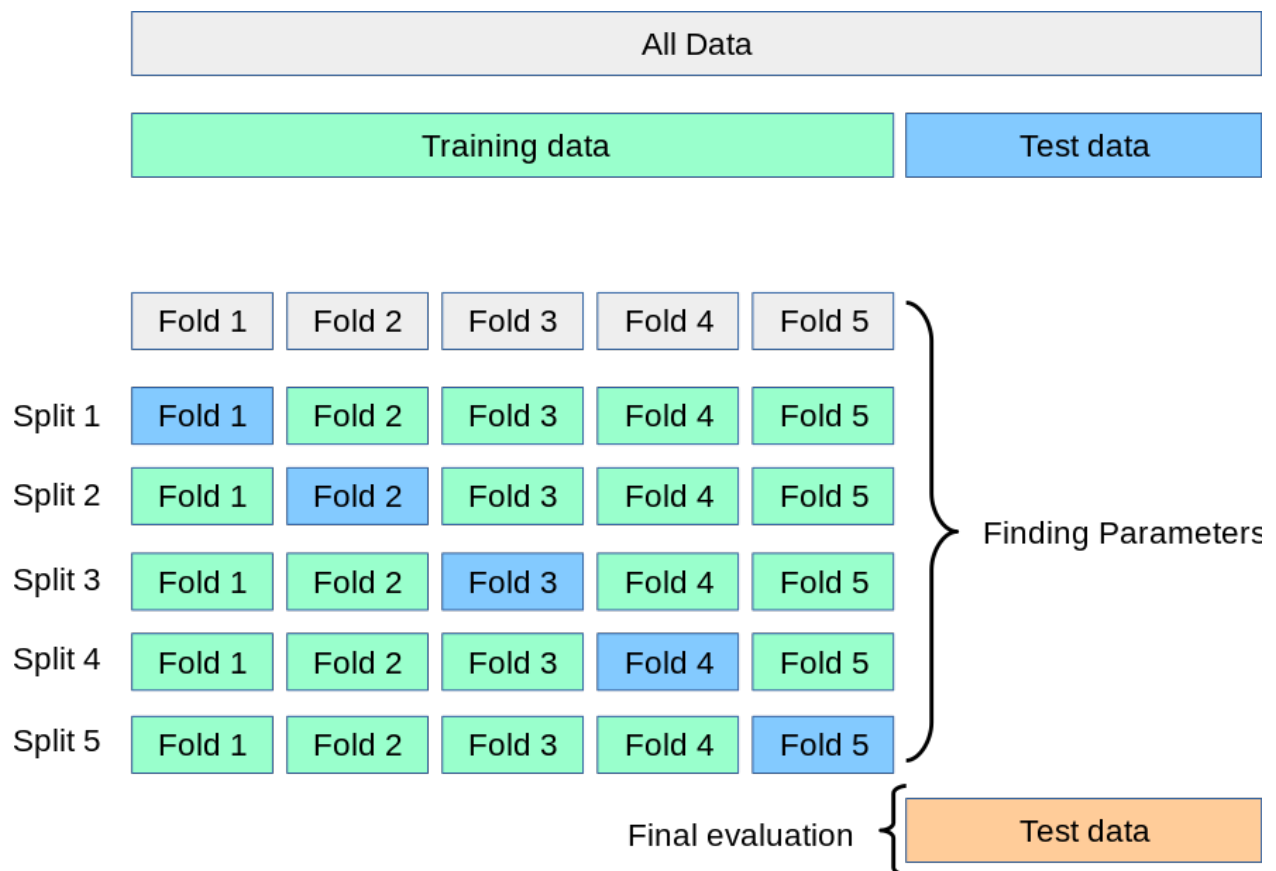 All Data
Training data Test data
Fold 1 Fold 2 Fold 3 Fold 4 Fold 5
Split 1 Fold 1 Fold 2 Fold 3 Fold 4 Fold 5
Split 2 Fold 1 Fold 2 Fold 3 Fold 4 Fold 5
Finding Parameters
Split 3 Fold 1 Fold 2 Fold 3 Fold 4 Fold 5
Split 4 Fold 1 Fold 2 Fold 3 Fold 4 Fold 5
Split 5 Fold 1 Fold 2 Fold 3 Fold 4 Fold 5
Final evaluation Test data